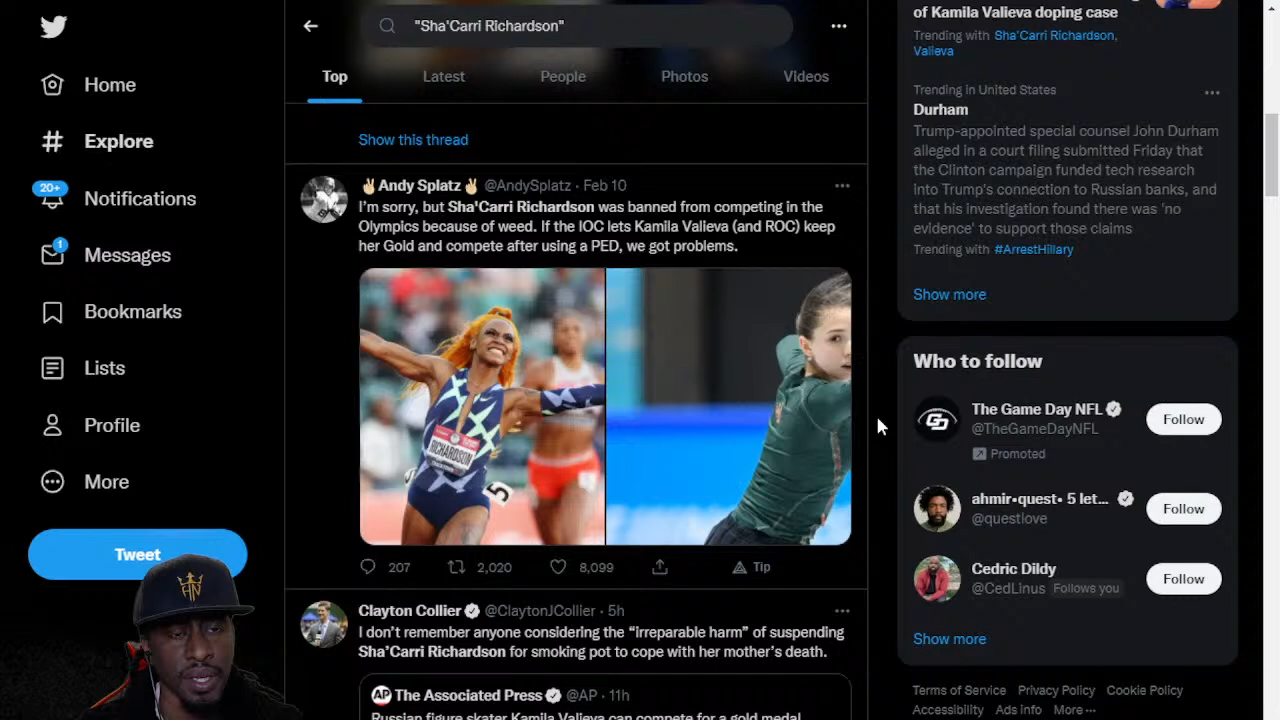 "Sha'Carri Richardson"
Top Latest People Photos Videos
Home
Explore
20+
Notifications
1
Messages
Bookmarks
Lists
Profile
More
Tweet
HN
Show this thread
✌🏻Andy Splatz✌🏻 @AndySplatz · Feb 10
I'm sorry, but Sha'Carri Richardson was banned from competing in the
Olympics because of weed. If the IOC lets Kamila Valieva (and ROC) keep
her Gold and compete after using a PED, we got problems.
RICHARDSON
5
207 2,020 8,099 Tip
Clayton Collier @ClaytonJCollier · 5h
I don't remember anyone considering the "irreparable harm" of suspending
Sha'Carri Richardson for smoking pot to cope with her mother's death.
AP The Associated Press @AP · 11h
Russian figure skater Kamila Valieva can compete for a gold medal
of Kamila Valieva doping case
Trending with Sha'Carri Richardson,
Valieva
Trending in United States
Durham
Trump-appointed special counsel John Durham
alleged in a court filing submitted Friday that
the Clinton campaign funded tech research
into Trump's connection to Russian banks, and
that his investigation found there was 'no
evidence' to support those claims
Trending with #ArrestHillary
Show more
Who to follow
The Game Day NFL
@TheGameDayNFL
Promoted
Follow
ahmir•quest• 5 let...
@questlove
Follow
Cedric Dildy
@CedLinus Follows you
Follow
Show more
Terms of Service Privacy Policy Cookie Policy
Accessibility Ads info More